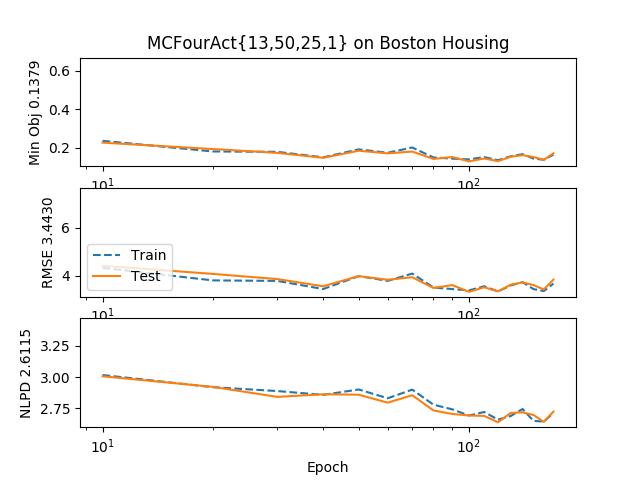 MCFourAct{13,50,25,1} on Boston Housing
Min Obj 0.1379
0.6
0.4
0.2
10¹
10²
RMSE 3.4430
6
4
Train
Test
10¹
10²
NLPD 2.6115
3.25
3.00
2.75
10¹
10²
Epoch